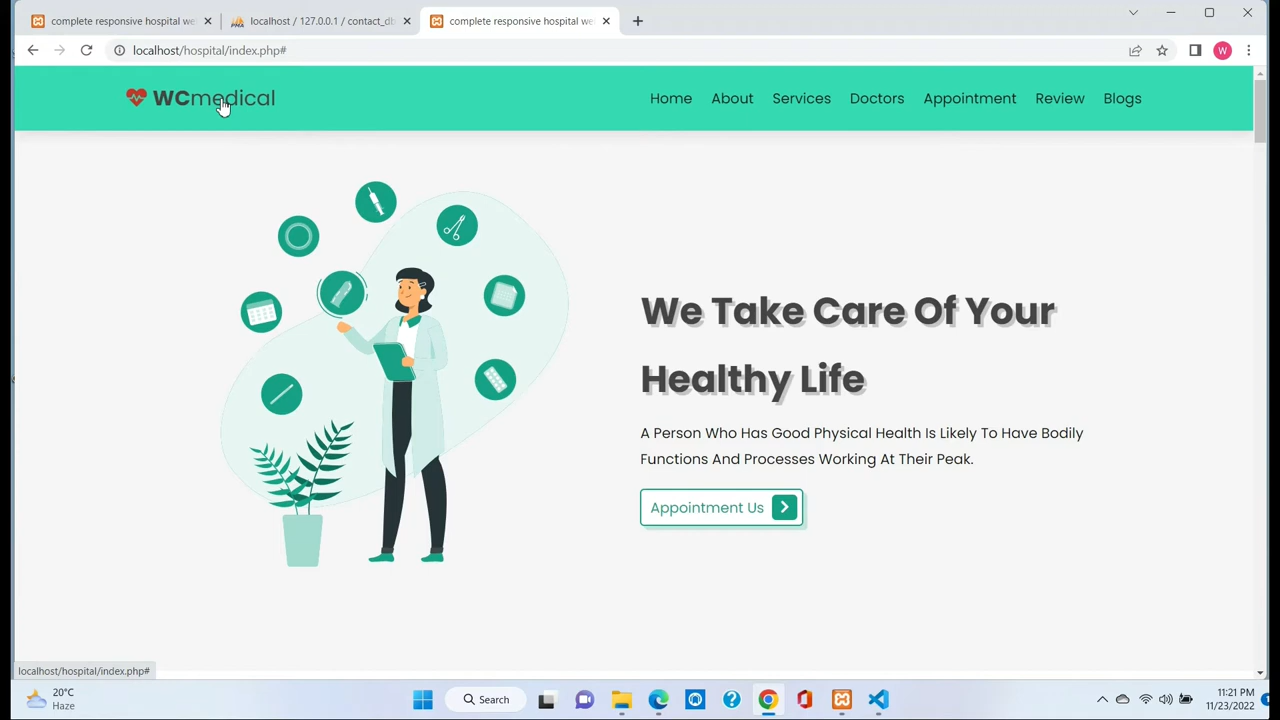 complete responsive hospital we
localhost / 127.0.0.1 / contact_db
complete responsive hospital we
localhost/hospital/index.php#
W
WCmedical
Home
About
Services
Doctors
Appointment
Review
Blogs
We Take Care Of Your
Healthy Life
A Person Who Has Good Physical Health Is Likely To Have Bodily
Functions And Processes Working At Their Peak.
Appointment Us
localhost/hospital/index.php#
20°C
Haze
Search
11:21 PM
11/23/2022